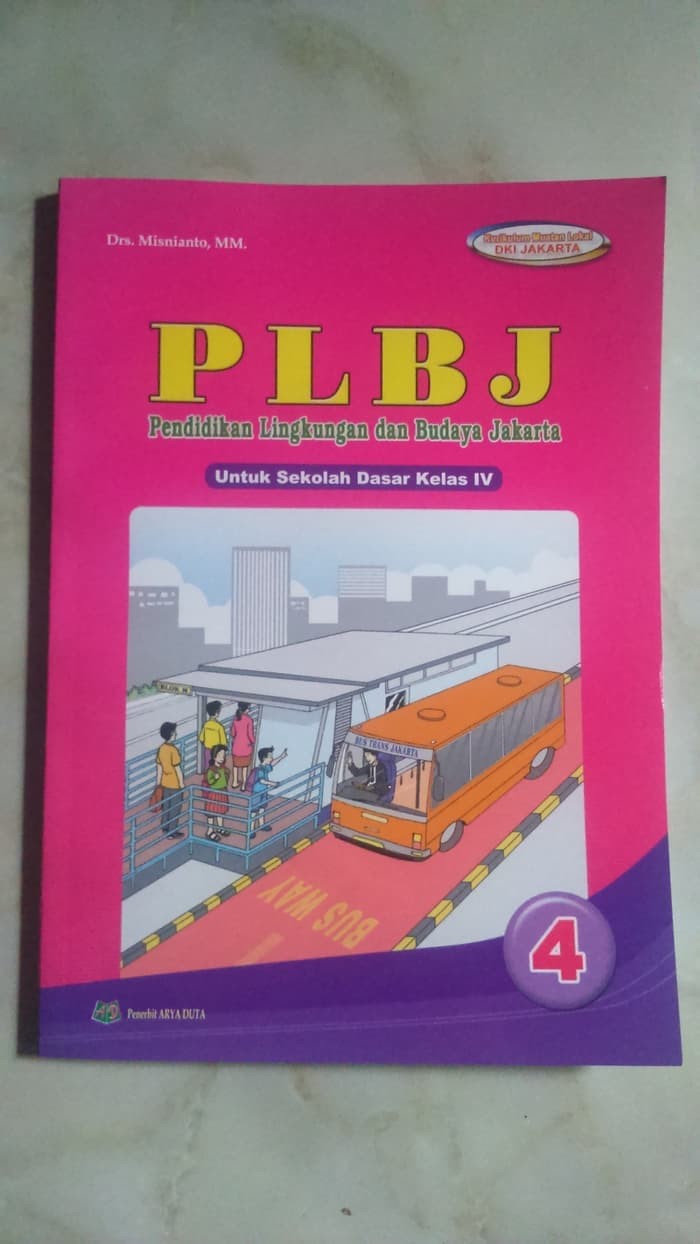 Drs. Misnianto, MM.
Kurikulum Muatan Lokal
DKI JAKARTA
PLBJ
Pendidikan Lingkungan dan Budaya Jakarta
Untuk Sekolah Dasar Kelas IV
BLOK M
BUS TRANS JAKARTA
BUS WAY
4
Penerbit ARYA DUTA